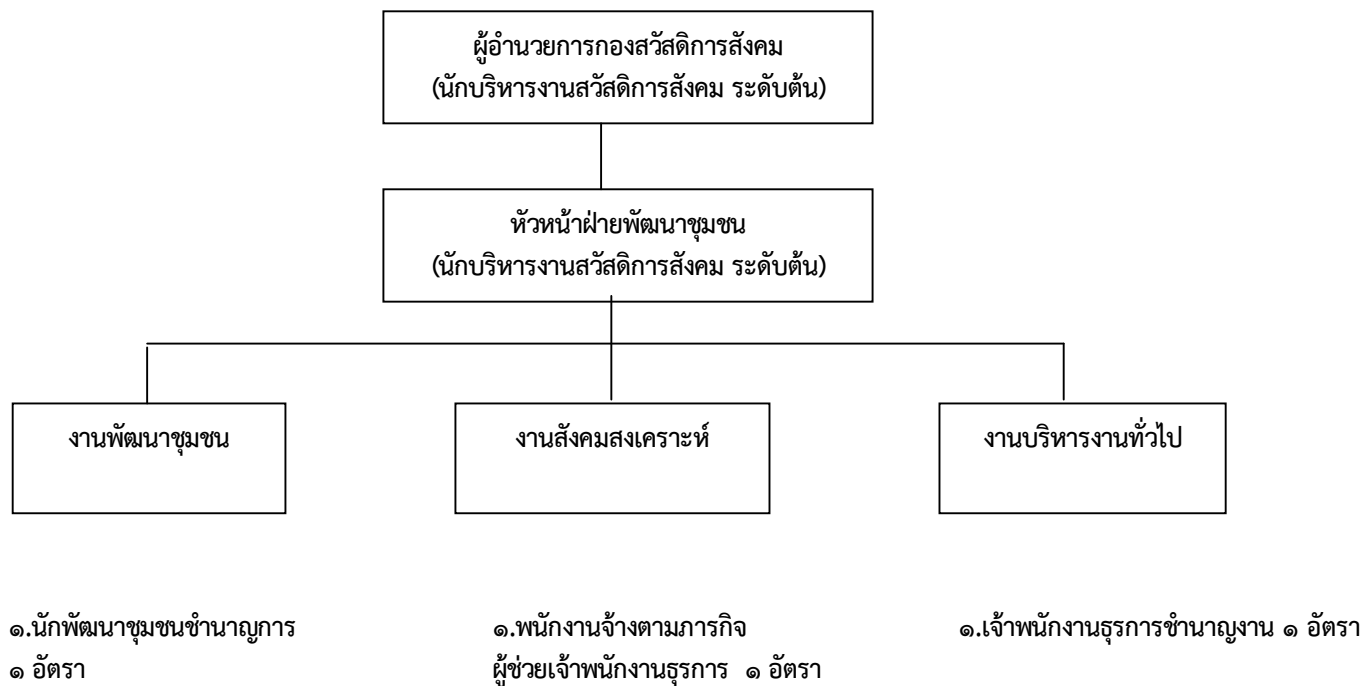 ผู้อำนวยการกองสวัสดิการสังคม
(นักบริหารงานสวัสดิการสังคม ระดับต้น)
หัวหน้าฝ่ายพัฒนาชุมชน
(นักบริหารงานสวัสดิการสังคม ระดับต้น)
งานพัฒนาชุมชน
งานสังคมสงเคราะห์
งานบริหารงานทั่วไป
๑.นักพัฒนาชุมชนชำนาญการ
๑ อัตรา
๑.พนักงานจ้างตามภารกิจ
ผู้ช่วยเจ้าพนักงานธุรการ ๑ อัตรา
๑.เจ้าพนักงานธุรการชำนาญงาน ๑ อัตรา